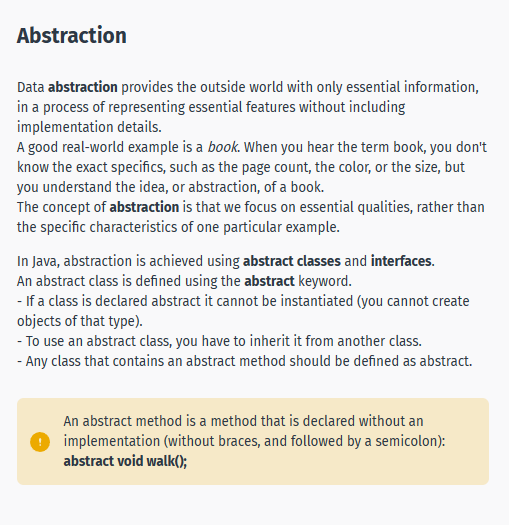 Abstraction
Data abstraction provides the outside world with only essential information,
in a process of representing essential features without including
implementation details.
A good real-world example is a book. When you hear the term book, you don't
know the exact specifics, such as the page count, the color, or the size, but
you understand the idea, or abstraction, of a book.
The concept of abstraction is that we focus on essential qualities, rather than
the specific characteristics of one particular example.
In Java, abstraction is achieved using abstract classes and interfaces.
An abstract class is defined using the abstract keyword.
- If a class is declared abstract it cannot be instantiated (you cannot create
objects of that type).
- To use an abstract class, you have to inherit it from another class.
- Any class that contains an abstract method should be defined as abstract.
An abstract method is a method that is declared without an
implementation (without braces, and followed by a semicolon):
abstract void walk();